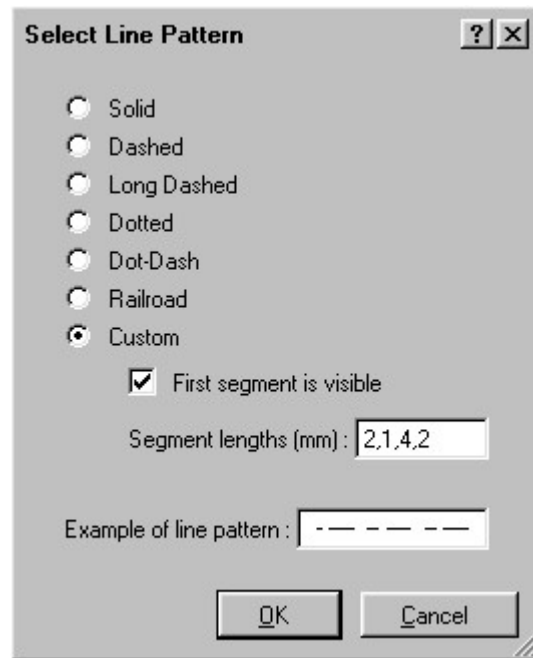 Select Line Pattern
Solid
Dashed
Long Dashed
Dotted
Dot-Dash
Railroad
Custom
First segment is visible
Segment lengths (mm) : 2,1,4,2
Example of line pattern :
OK Cancel